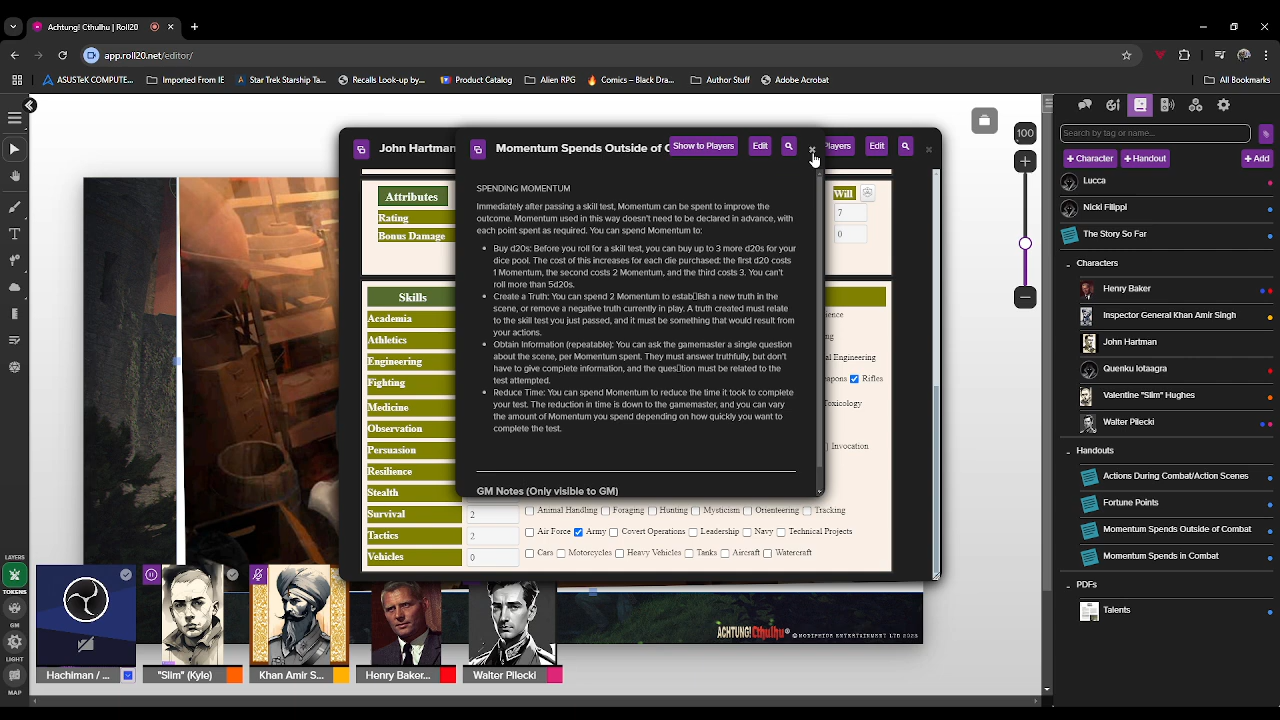 Achtung! Cthulhu | Roll20
app.roll20.net/editor/
ASUSTeK COMPUTE...
Imported From IE
Star Trek Starship Ta...
Recalls Look-up by...
Product Catalog
Alien RPG
Comics – Black Dra...
Author Stuff
Adobe Acrobat
All Bookmarks
John Hartman
Players
Edit
Momentum Spends Outside of C
Show to Players
Edit
SPENDING MOMENTUM
Immediately after passing a skill test, Momentum can be spent to improve the
outcome. Momentum used in this way doesn't need to be declared in advance, with
each point spent as required. You can spend Momentum to:
Buy d20s: Before you roll for a skill test, you can buy up to 3 more d20s for your
dice pool. The cost of this increases for each die purchased: the first d20 costs
1 Momentum, the second costs 2 Momentum, and the third costs 3. You can't
roll more than 5d20s.
Create a Truth: You can spend 2 Momentum to establish a new truth in the
scene, or remove a negative truth currently in play. A truth created must relate
to the skill test you just passed, and it must be something that would result from
your actions.
Obtain Information (repeatable): You can ask the gamemaster a single question
about the scene, per Momentum spent. They must answer truthfully, but don't
have to give complete information, and the question must be related to the
test attempted.
Reduce Time: You can spend Momentum to reduce the time it took to complete
your test. The reduction in time is down to the gamemaster, and you can vary
the amount of Momentum you spend depending on how quickly you want to
complete the test.
GM Notes (Only visible to GM)
Attributes
Rating
Bonus Damage
Will
7
0
Skills
Academia
Athletics
Engineering
Fighting
Medicine
Observation
Persuasion
Resilience
Stealth
Survival
2
Animal Handling Foraging Hunting Mysticism Orienteering Tracking
Tactics
2
Air Force Army Covert Operations Leadership Navy Technical Projects
Vehicles
0
Cars Motorcycles Heavy Vehicles Tanks Aircraft Watercraft
ience
ng
al Engineering
apons Rifles
oxicology
Invocation
100
Search by tag or name...
+ Character
+ Handout
+ Add
Lucca
Nicki Filippi
The Story So Far
Characters
Henry Baker
Inspector General Khan Amir Singh
John Hartman
Guenku Iotaagra
Valentine "Slim" Hughes
Walter Pilecki
Handouts
Actions During Combat/Action Scenes
Fortune Points
Momentum Spends Outside of Combat
Momentum Spends in Combat
PDFs
Talents
LAYERS
TOKENS
GM
LIGHT
MAP
Hachiman / ...
"Slim" (Kyle)
Khan Amir S...
Henry Baker...
Walter Pilecki
ACHTUNG! Cthulhu® © MODIPHIUS ENTERTAINMENT LTD 2023